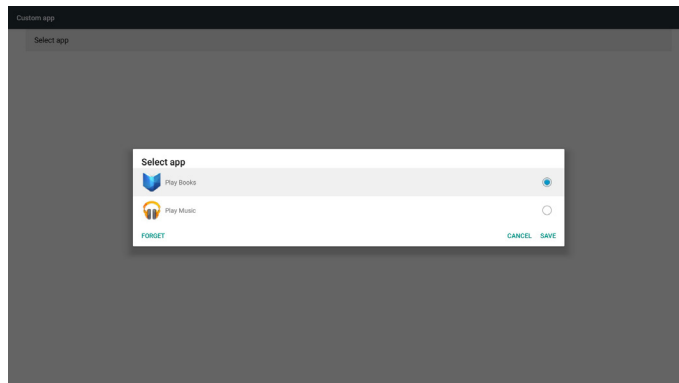 Custom app
Select app
Select app
Play Books
Play Music
FORGET CANCEL SAVE